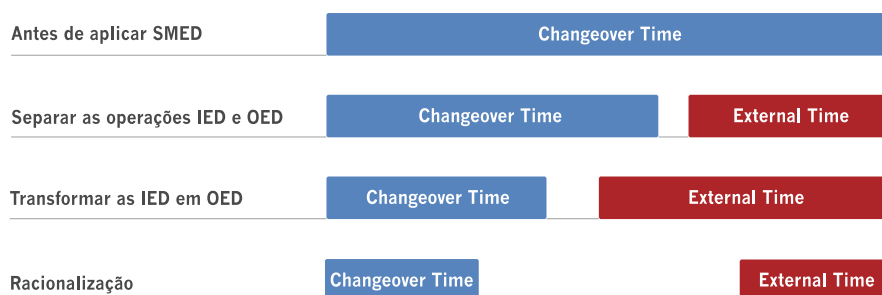 Antes de aplicar SMED
Changeover Time
Separar as operações IED e OED
Changeover Time
External Time
Transformar as IED em OED
Changeover Time
External Time
Racionalização
Changeover Time
External Time